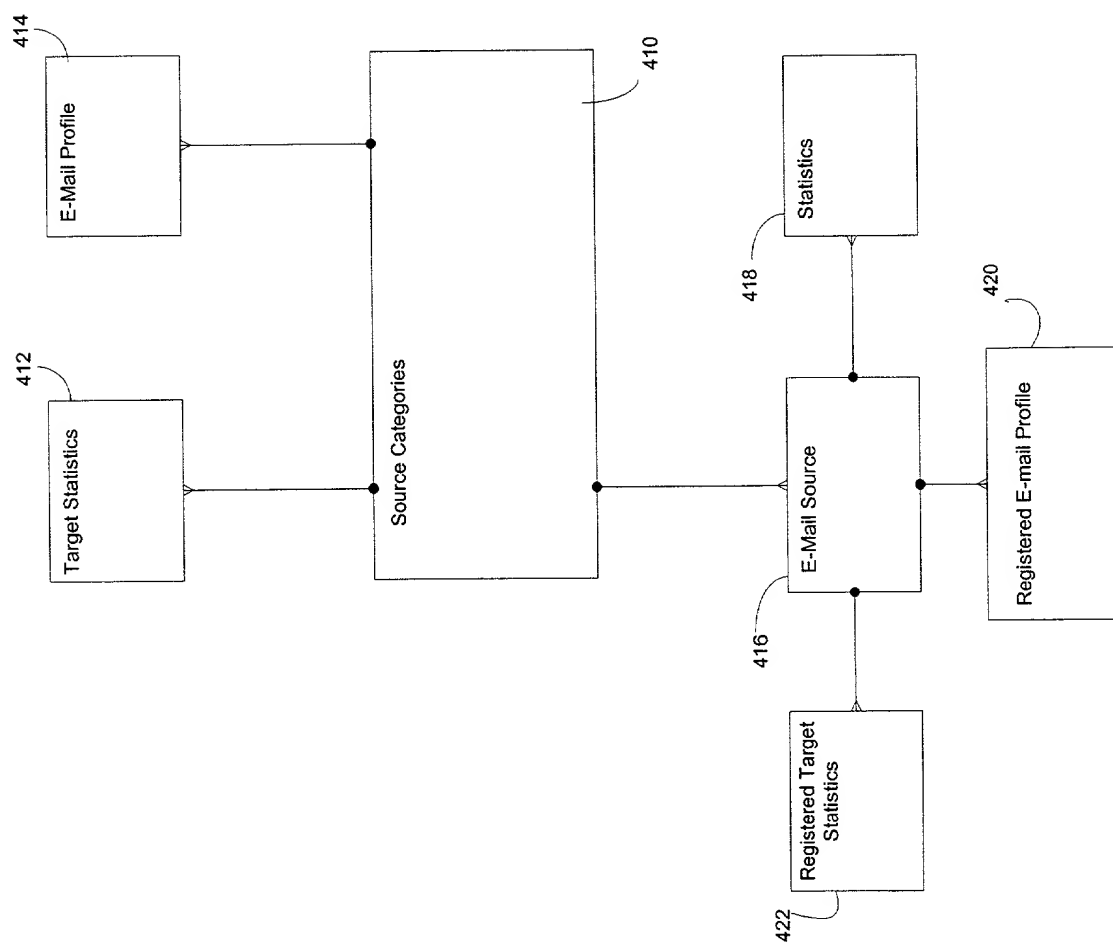 414
E-Mail Profile
412
Target Statistics
410
Source Categories
418
Statistics
416
E-Mail Source
420
Registered E-mail Profile
422
Registered Target
Statistics